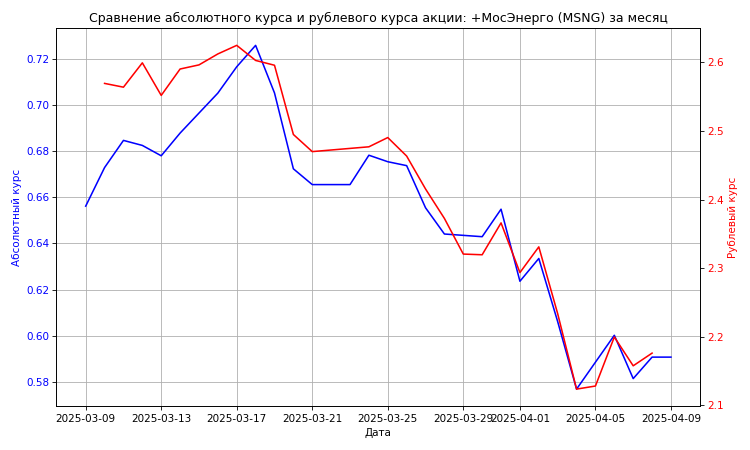 Сравнение абсолютного курса и рублевого курса акции: +МосЭнерго (MSNG) за месяц
0.72
0.70
0.68
0.66
0.64
0.62
0.60
0.58
Абсолютный курс
2.6
2.5
2.4
2.3
2.2
2.1
Рублевый курс
2025-03-09 2025-03-13 2025-03-17 2025-03-21 2025-03-25 2025-03-29 2025-04-01 2025-04-05 2025-04-09
Дата